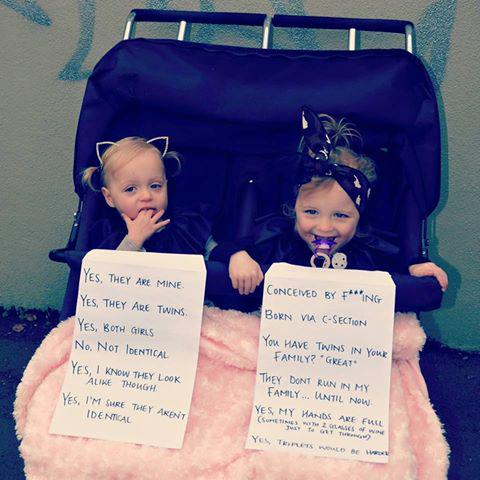 YES, THEY ARE MINE.
YES, THEY ARE TWINS.
YES, BOTH GIRLS
NO, NOT IDENTICAL
YES, I KNOW THEY LOOK
ALIKE THOUGH.
YES, I'M SURE THEY ARENT
IDENTICAL
CONCEIVED BY F***ING
BORN VIA C-SECTION
YOU HAVE TWINS IN YOUR
FAMILY? "GREAT"
THEY DONT RUN IN MY
FAMILY... UNTIL NOW.
YES, MY HANDS ARE FULL
(SOMETIMES WITH 2 GLASSES OF WINE
JUST TO GET THROUGH)
YES, TRIPLETS WOULD BE HARDER